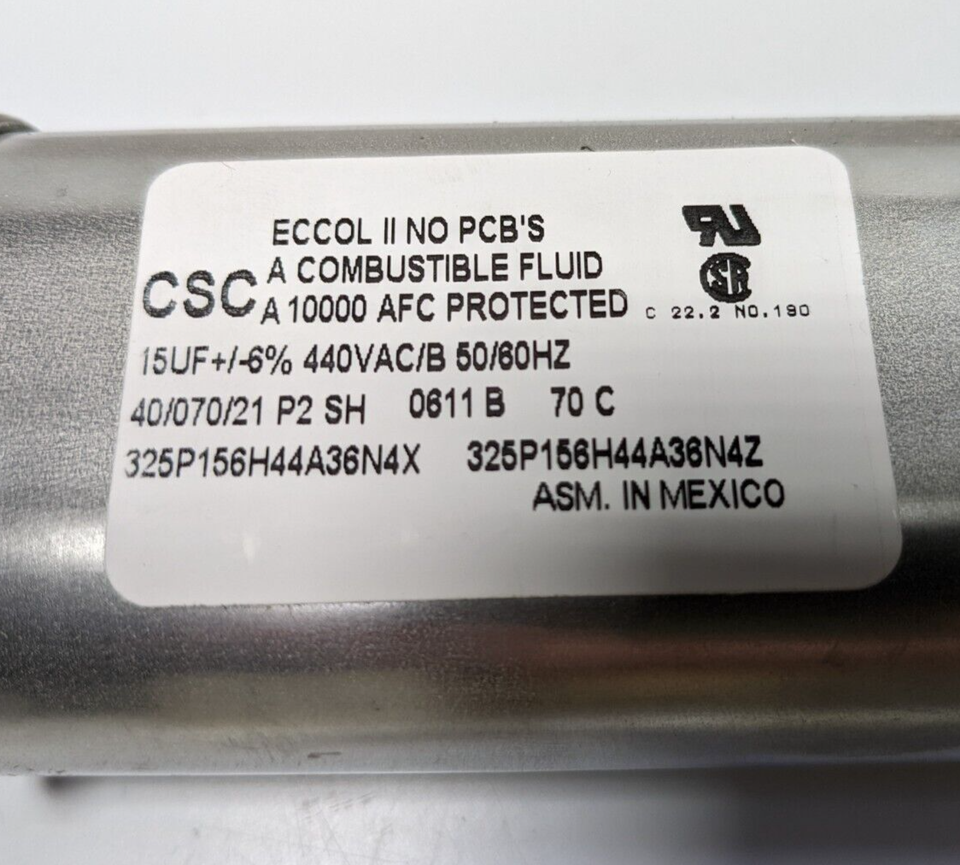 ECCOL II NO PCB'S
CSC
A COMBUSTIBLE FLUID
A 10000 AFC PROTECTED
C 22.2 NO.190
15UF+/-6% 440VAC/B 50/60HZ
40/070/21 P2 SH 0611 B 70 C
325P156H44A36N4X 325P156H44A36N4Z
ASM. IN MEXICO